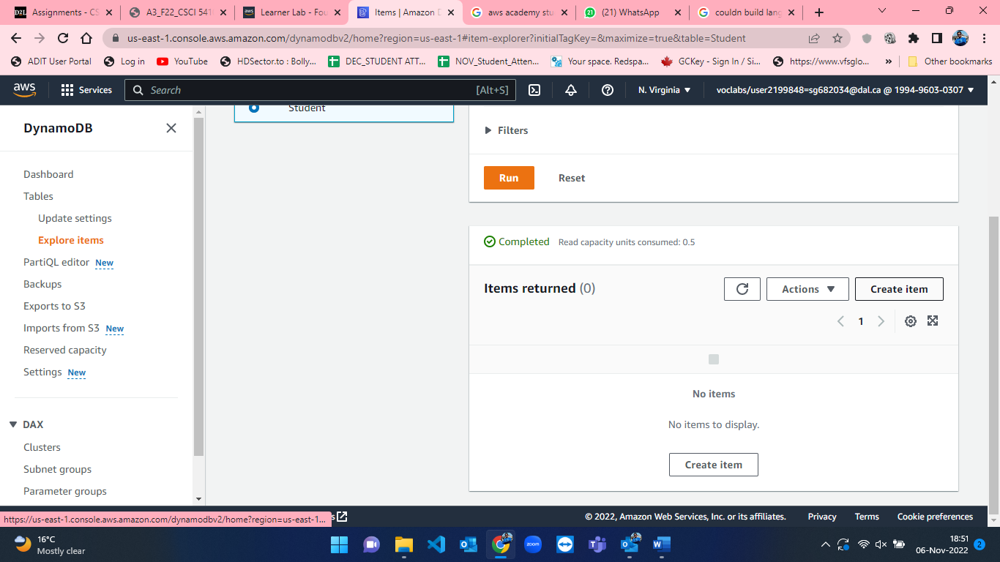 D2L Assignments - CS
A3_F22_CSCI 541
aws Learner Lab - Fou
Items | Amazon D
aws academy stu
(21) WhatsApp
couldn build lang
us-east-1.console.aws.amazon.com/dynamodbv2/home?region=us-east-1#item-explorer?initialTagKey=&maximize=true&table=Student
ADIT User Portal
Log in
YouTube
HDSector.to : Bolly...
DEC_STUDENT ATT...
NOV_Student_Atten...
Your space. Redspa...
GCKey - Sign In / Si...
https://www.vfsglo...
»
Other bookmarks
aws
Services
Search
[Alt+S]
N. Virginia
voclabs/user2199848=sg682034@dal.ca @ 1994-9603-0307
DynamoDB
Dashboard
Tables
Update settings
Explore items
PartiQL editor New
Backups
Exports to S3
Imports from S3 New
Reserved capacity
Settings New
DAX
Clusters
Subnet groups
Parameter groups
Student
Filters
Run
Reset
Completed
Read capacity units consumed: 0.5
Items returned (0)
Actions
Create item
1
No items
No items to display.
Create item
https://us-east-1.console.aws.amazon.com/dynamodbv2/home?region=us-east-1...
© 2022, Amazon Web Services, Inc. or its affiliates.
Privacy
Terms
Cookie preferences
16°C
Mostly clear
zoom
18:51
06-Nov-2022
2